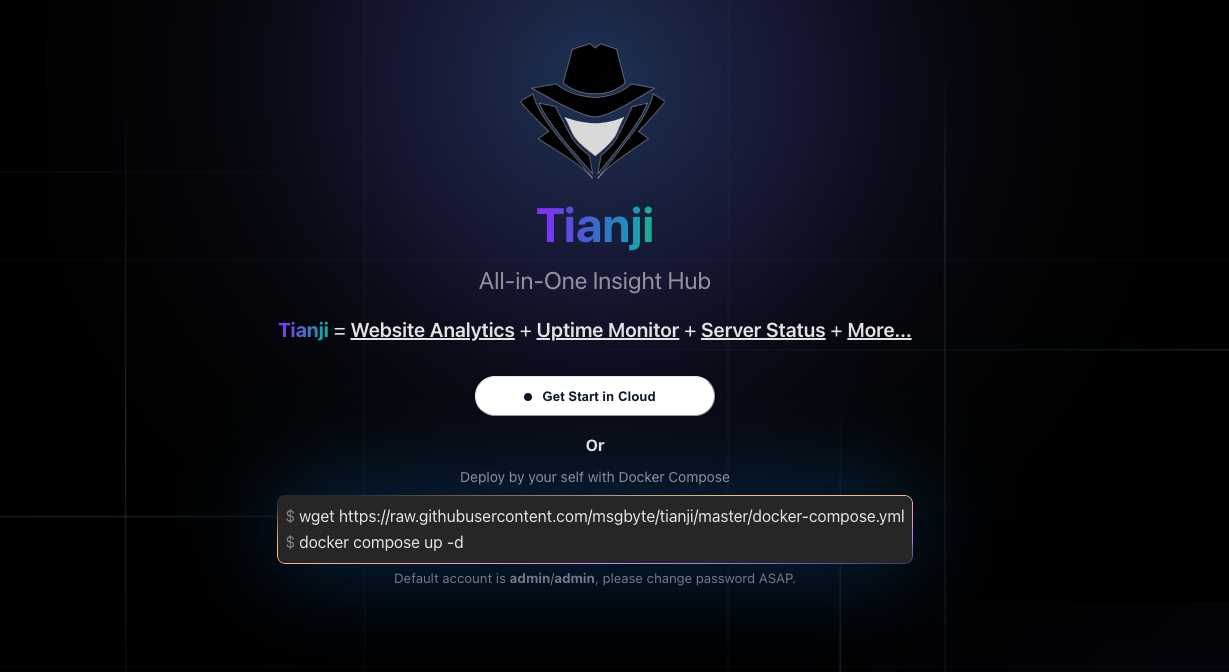 Tianji
All-in-One Insight Hub
Tianji = Website Analytics + Uptime Monitor + Server Status + More...
Get Start in Cloud
Or
Deploy by your self with Docker Compose
$ wget https://raw.githubusercontent.com/msgbyte/tianji/master/docker-compose.yml
$ docker compose up -d
Default account is admin/admin, please change password ASAP.